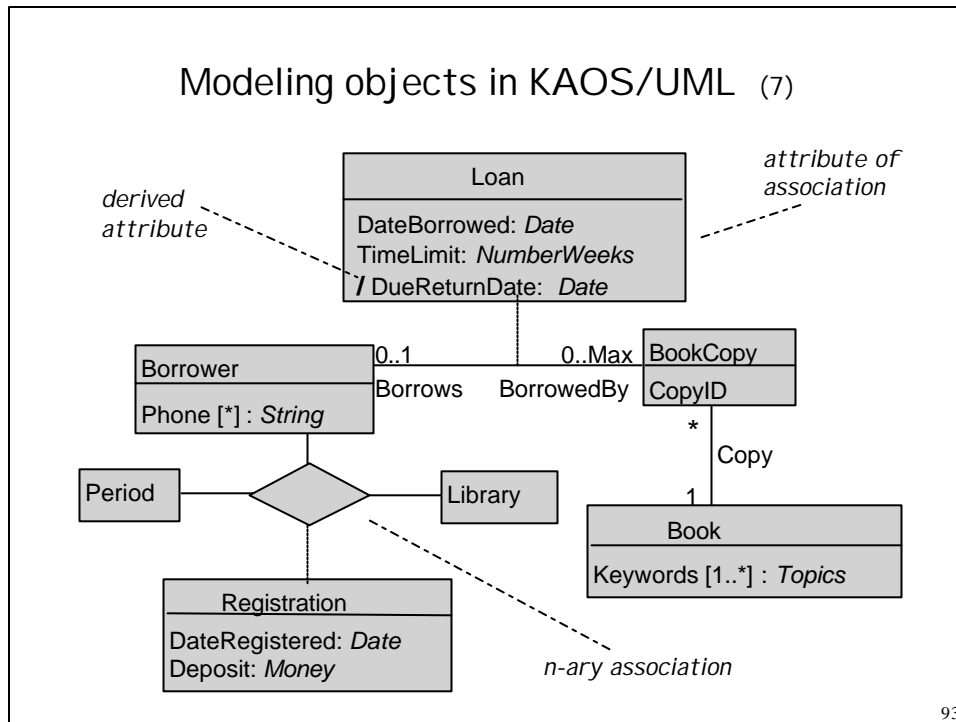 Modeling objects in KAOS/UML (7)
derived
attribute
attribute of
association
Loan
DateBorrowed: Date
TimeLimit: NumberWeeks
/ DueReturnDate: Date
Borrower
Phone [*] : String
0..1
Borrows
0..Max
BorrowedBy
BookCopy
CopyID
*
Copy
1
Period
Library
Book
Keywords [1..*] : Topics
Registration
DateRegistered: Date
Deposit: Money
n-ary association
93